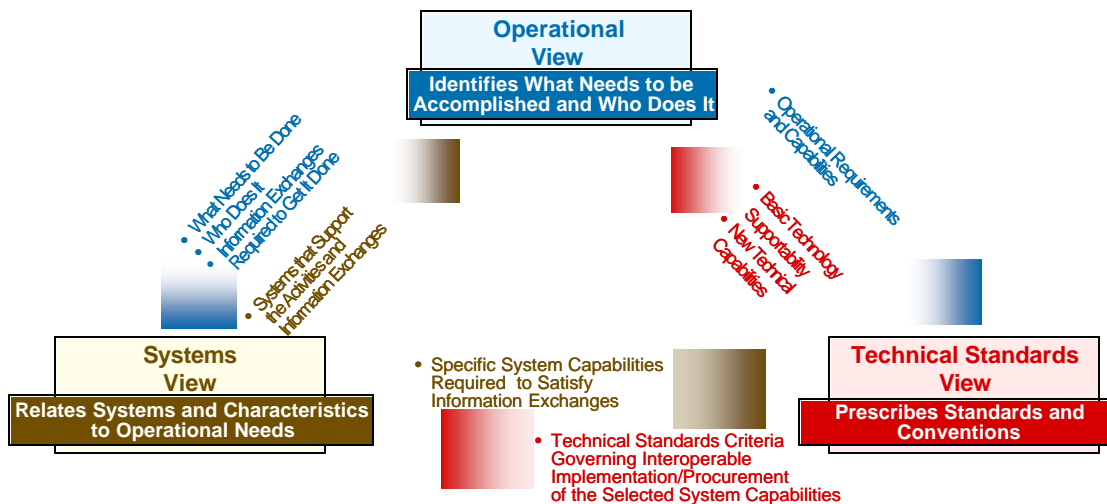 Operational
View
Identifies What Needs to be
Accomplished and Who Does It
• What Needs to Be Done
• Who Does It
• Information Exchanges
Required to Get It Done
• Systems that Support
the Activities and
Information Exchanges
• Operational Requirements
and Capabilities
• Basic Technology
Supportability
• New Technical
Capabilities
Systems
View
Relates Systems and Characteristics
to Operational Needs
• Specific System Capabilities
Required to Satisfy
Information Exchanges
• Technical Standards Criteria
Governing Interoperable
Implementation/Procurement
of the Selected System Capabilities
Technical Standards
View
Prescribes Standards and
Conventions